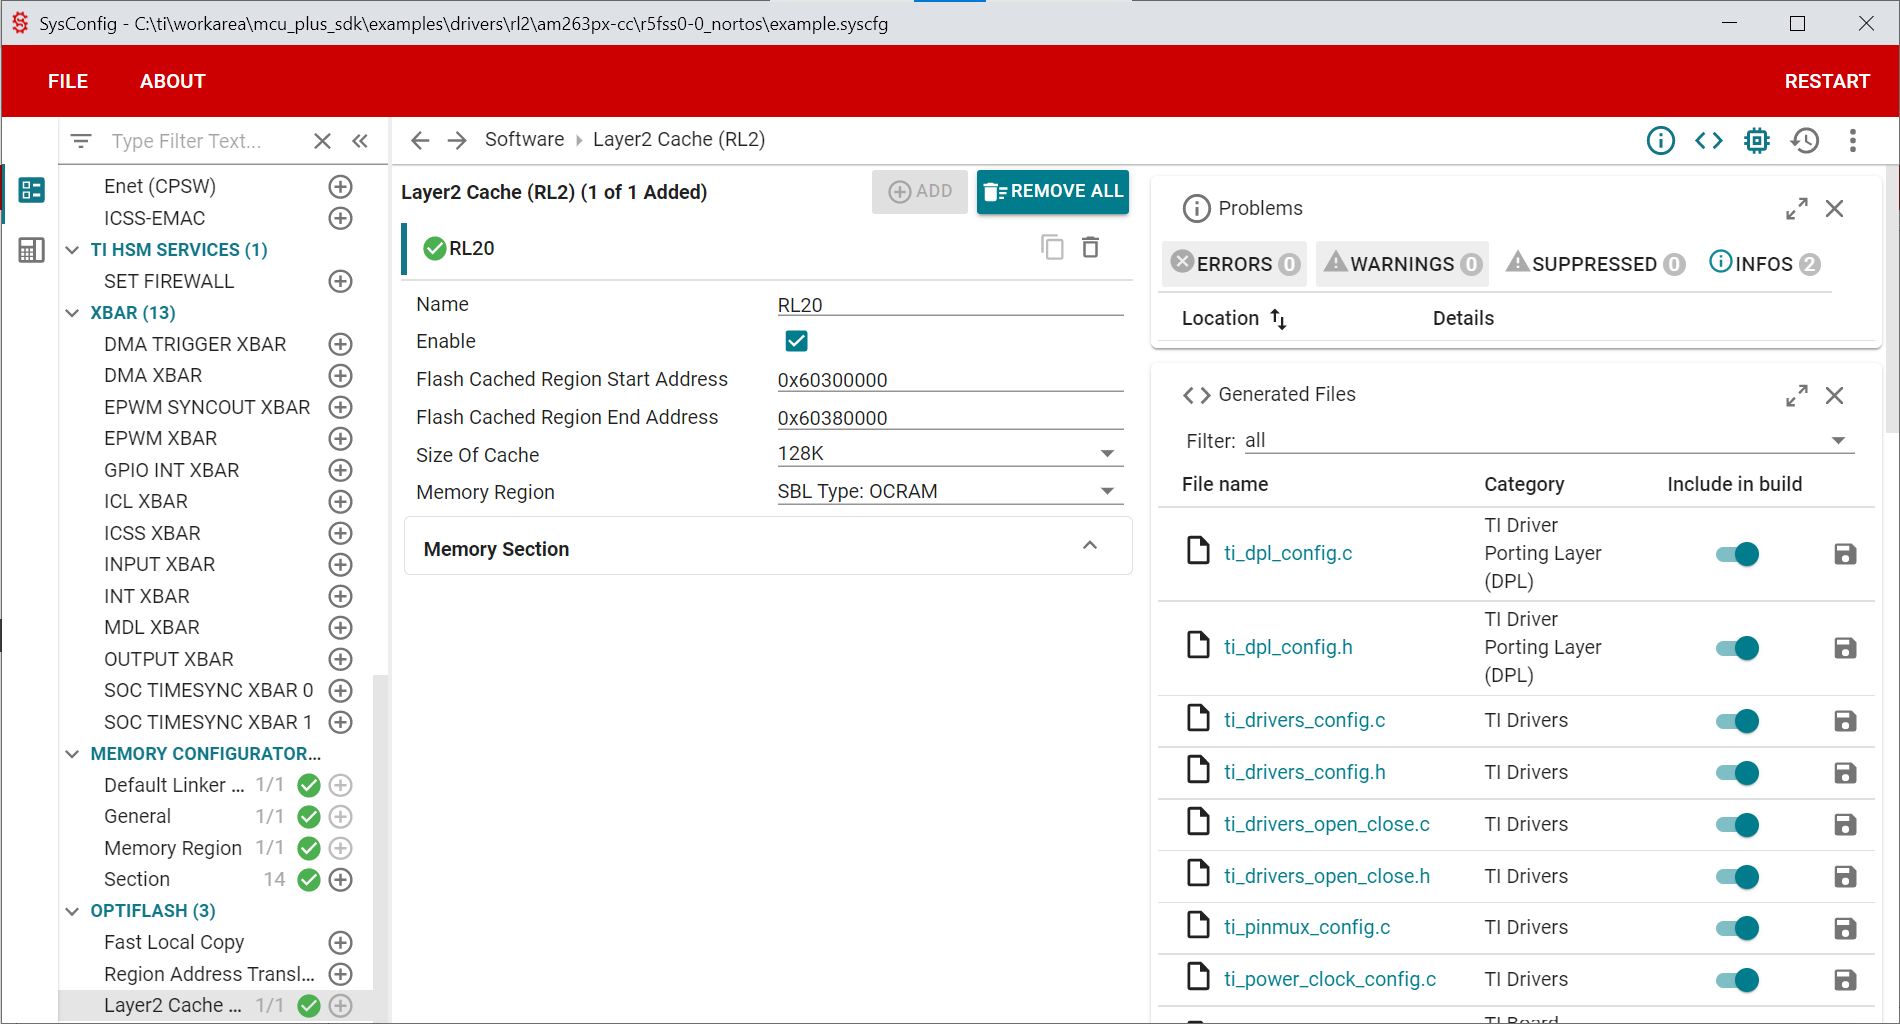 SysConfig - C:\ti\workarea\mcu_plus_sdk\examples\drivers\rl2\am263px-cc\r5fss0-0_nortos\example.syscfg
FILE
ABOUT
RESTART
Type Filter Text...
Enet (CPSW)
ICSS-EMAC
TI HSM SERVICES (1)
SET FIREWALL
XBAR (13)
DMA TRIGGER XBAR
DMA XBAR
EPWM SYNCOUT XBAR
EPWM XBAR
GPIO INT XBAR
ICL XBAR
ICSS XBAR
INPUT XBAR
INT XBAR
MDL XBAR
OUTPUT XBAR
SOC TIMESYNC XBAR 0
SOC TIMESYNC XBAR 1
MEMORY CONFIGURATOR...
Default Linker ... 1/1
General 1/1
Memory Region 1/1
Section 14
OPTIFLASH (3)
Fast Local Copy
Region Address Transl...
Layer2 Cache ... 1/1
Software
Layer2 Cache (RL2)
Layer2 Cache (RL2) (1 of 1 Added)
ADD
REMOVE ALL
RL20
Name RL20
Enable
Flash Cached Region Start Address 0x60300000
Flash Cached Region End Address 0x60380000
Size Of Cache 128K
Memory Region SBL Type: OCRAM
Memory Section
Problems
ERRORS 0 WARNINGS 0 SUPPRESSED 0 INFOS 2
Location Details
Generated Files
Filter: all
File name Category Include in build
ti_dpl_config.c TI Driver
Porting Layer
(DPL)
ti_dpl_config.h TI Driver
Porting Layer
(DPL)
ti_drivers_config.c TI Drivers
ti_drivers_config.h TI Drivers
ti_drivers_open_close.c TI Drivers
ti_drivers_open_close.h TI Drivers
ti_pinmux_config.c TI Drivers
ti_power_clock_config.c TI Drivers
TI Board